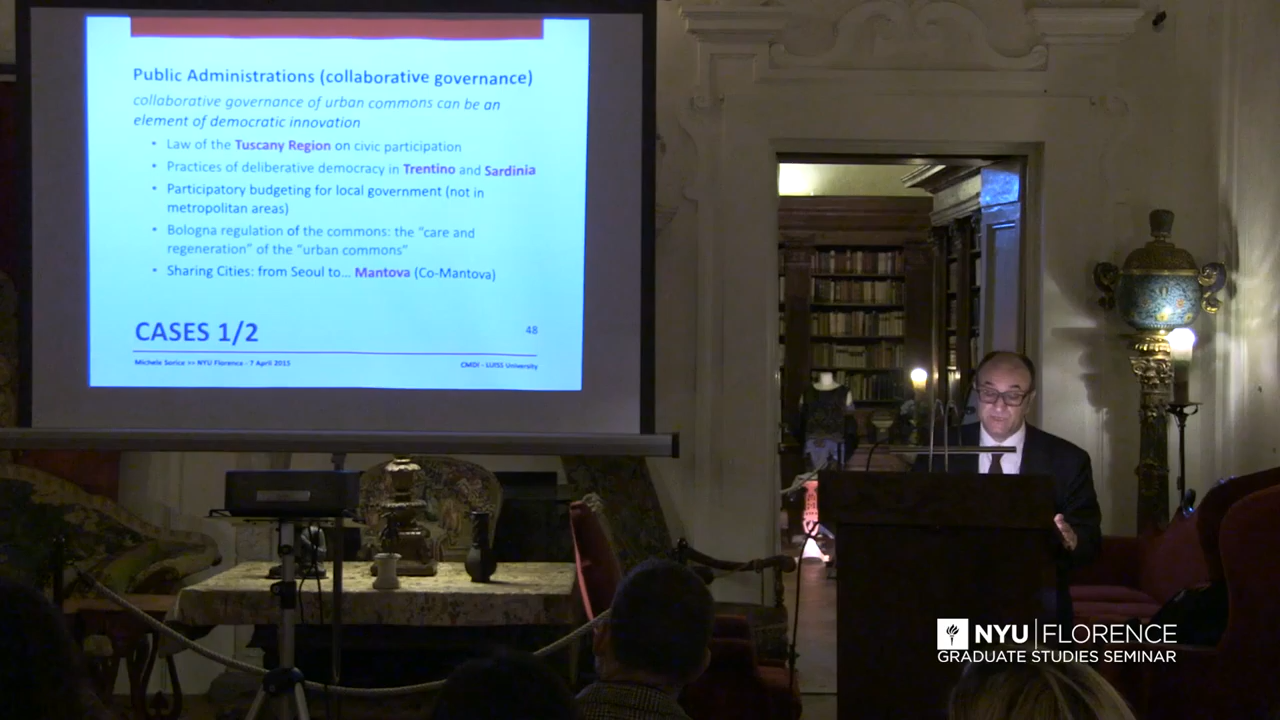 Public Administrations (collaborative governance)
collaborative governance of urban commons can be an
element of democratic innovation
• Law of the Tuscany Region on civic participation
• Practices of deliberative democracy in Trentino and Sardinia
• Participatory budgeting for local government (not in
metropolitan areas)
• Bologna regulation of the commons: the "care and
regeneration" of the "urban commons"
• Sharing Cities: from Seoul to... Mantova (Co-Mantova)
CASES 1/2
48
Michele Sorice >> NYU Florence - 7 April 2015
CMDI - LUISS University
NYU FLORENCE
GRADUATE STUDIES SEMINAR